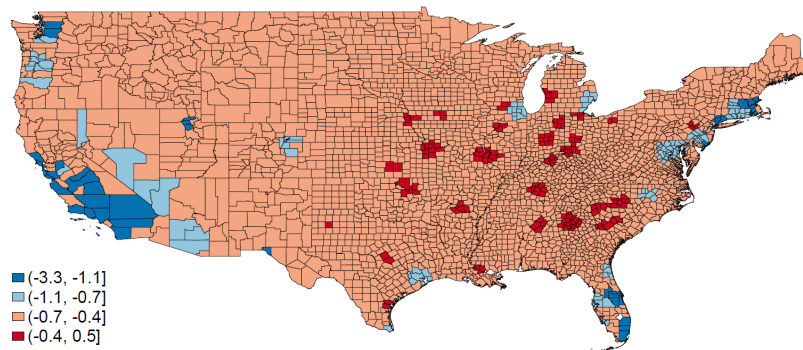 (-3.3, -1.1]
(-1.1, -0.7]
(-0.7, -0.4]
(-0.4, 0.5]